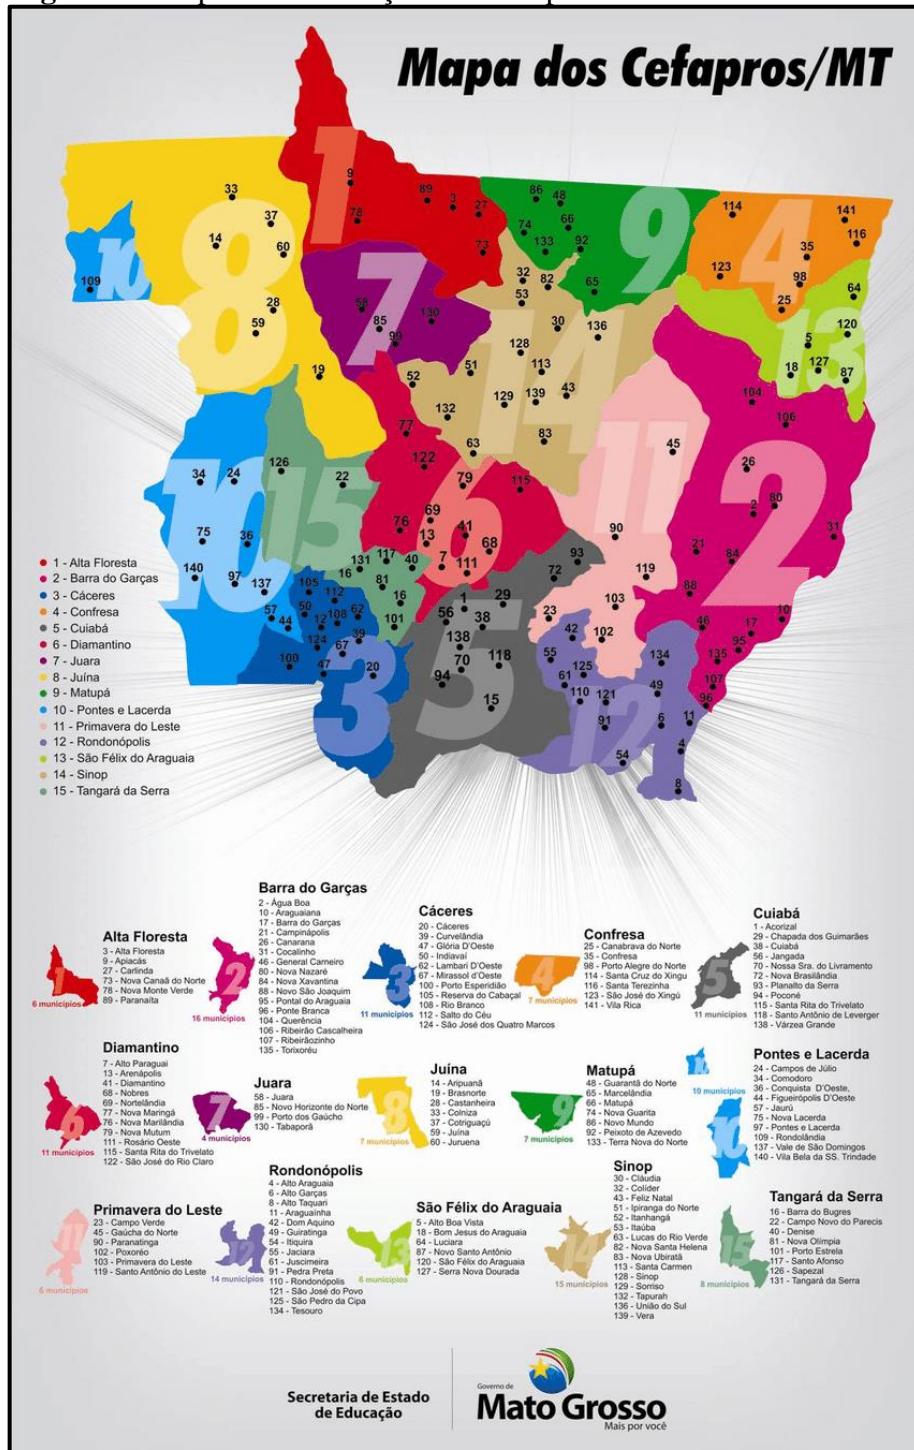 Mapa dos Cefapros/MT
1 - Alta Floresta
2 - Barra do Garças
3 - Cáceres
4 - Confresa
5 - Cuiabá
6 - Diamantino
7 - Juara
8 - Juína
9 - Matupá
10 - Pontes e Lacerda
11 - Primavera do Leste
12 - Rondonópolis
13 - São Félix do Araguaia
14 - Sinop
15 - Tangará da Serra
Alta Floresta
3 - Alta Floresta
9 - Apiacás
27 - Carlinda
73 - Nova Canaã do Norte
78 - Nova Monte Verde
89 - Paranaíta
1
6 municípios
Barra do Garças
2 - Água Boa
10 - Araguaiana
17 - Barra do Garças
21 - Campinápolis
26 - Canarana
31 - Cocalinho
46 - General Carneiro
80 - Nova Nazaré
84 - Nova Xavantina
88 - Novo São Joaquim
95 - Pontal do Araguaia
96 - Ponte Branca
104 - Querência
106 - Ribeirão Cascalheira
107 - Ribeirãozinho
135 - Torixoréu
2
16 municípios
Cáceres
20 - Cáceres
39 - Curvelândia
47 - Glória D'Oeste
50 - Indiavaí
62 - Lambari D'Oeste
67 - Mirassol d'Oeste
100 - Porto Esperidião
105 - Reserva do Cabaçal
108 - Rio Branco
112 - Salto do Céu
124 - São José dos Quatro Marcos
3
11 municípios
Confresa
25 - Canabrava do Norte
35 - Confresa
98 - Porto Alegre do Norte
114 - Santa Cruz do Xingu
116 - Santa Terezinha
123 - São José do Xingú
141 - Vila Rica
4
7 municípios
Cuiabá
1 - Acorizal
29 - Chapada dos Guimarães
38 - Cuiabá
56 - Jangada
70 - Nossa Sra. do Livramento
72 - Nova Brasilândia
93 - Planalto da Serra
94 - Poconé
115 - Santa Rita do Trivelato
118 - Santo Antônio de Leverger
138 - Várzea Grande
5
11 municípios
Diamantino
7 - Alto Paraguai
13 - Arenápolis
41 - Diamantino
68 - Nobres
69 - Nortelândia
77 - Nova Maringá
76 - Nova Marilândia
79 - Nova Mutum
111 - Rosário Oeste
115 - Santa Rita do Trivelato
122 - São José do Rio Claro
6
11 municípios
Juara
58 - Juara
85 - Novo Horizonte do Norte
99 - Porto dos Gaúcho
130 - Tabaporã
7
4 municípios
Juína
14 - Aripuanã
19 - Brasnorte
28 - Castanheira
33 - Colniza
37 - Cotriguaçú
59 - Juína
60 - Juruena
8
7 municípios
Matupá
48 - Guarantã do Norte
65 - Marcelândia
66 - Matupá
74 - Nova Guarita
86 - Novo Mundo
92 - Peixoto de Azevedo
133 - Terra Nova do Norte
9
7 municípios
Pontes e Lacerda
24 - Campos de Júlio
34 - Comodoro
36 - Conquista D'Oeste,
44 - Figueirópolis D'Oeste
57 - Jaurú
75 - Nova Lacerda
97 - Pontes e Lacerda
109 - Rondolândia
137 - Vale de São Domingos
140 - Vila Bela da SS. Trindade
10
10 municípios
Primavera do Leste
23 - Campo Verde
45 - Gaúcha do Norte
90 - Paranatinga
102 - Poxoréo
103 - Primavera do Leste
119 - Santo Antônio do Leste
11
6 municípios
Rondonópolis
4 - Alto Araguaia
6 - Alto Garças
8 - Alto Taquari
11 - Araguaínha
42 - Dom Aquino
49 - Guiratinga
54 - Itiquira
55 - Jaciara
61 - Juscimeira
91 - Pedra Preta
110 - Rondonópolis
121 - São José do Povo
125 - São Pedro da Cipa
134 - Tesouro
12
14 municípios
São Félix do Araguaia
5 - Alto Boa Vista
18 - Bom Jesus do Araguaia
64 - Luciara
87 - Novo Santo Antônio
120 - São Félix do Araguaia
127 - Serra Nova Dourada
13
6 municípios
Sinop
30 - Cláudia
32 - Colíder
43 - Feliz Natal
51 - Ipiranga do Norte
52 - Itanhangá
53 - Itaúba
63 - Lucas do Rio Verde
82 - Nova Santa Helena
83 - Nova Ubiratã
113 - Santa Carmen
128 - Sinop
129 - Sorriso
132 - Tapurah
136 - União do Sul
139 - Vera
14
15 municípios
Tangará da Serra
16 - Barra do Bugres
22 - Campo Novo do Parecis
40 - Denise
81 - Nova Olímpia
101 - Porto Estrela
117 - Santo Afonso
126 - Sapezal
131 - Tangará da Serra
15
8 municípios
Secretaria de Estado
de Educação
Governo de
Mato Grosso
Mais por você